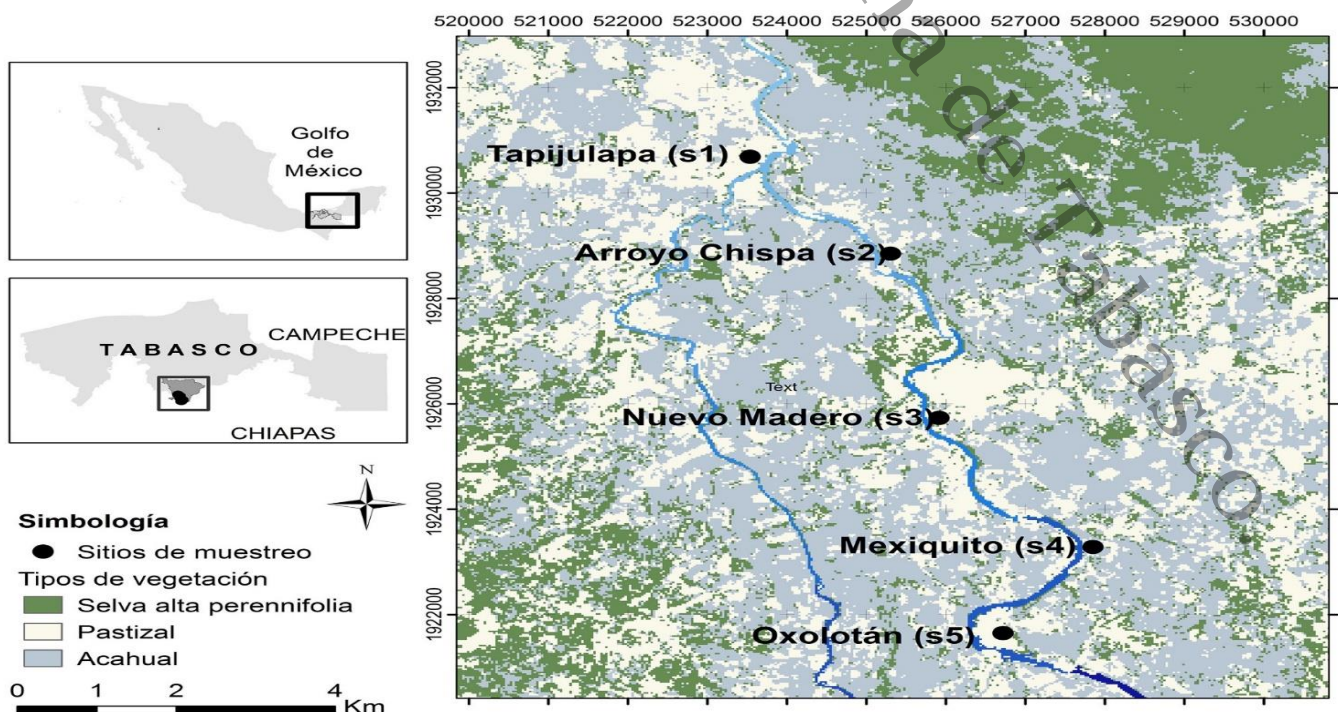 520000 521000 522000 523000 524000 525000 526000 527000 528000 529000 530000
Golfo
de
México
CAMPECHE
TABASCO
CHIAPAS
N
Simbología
Sitios de muestreo
Tipos de vegetación
Selva alta perennifolia
Pastizal
Acahual
0 1 2 4 Km
1932000
1930000
1928000
1926000
1924000
1922000
Tapijulapa (s1)
Arroyo Chispa (s2)
Text
Nuevo Madero (s3)
Mexiquito (s4)
Oxolotán (s5)
de Tabasco.